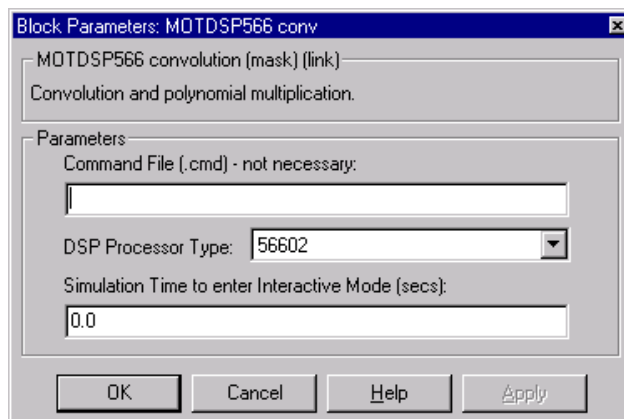 Block Parameters: MOTDSP566 conv
MOTDSP566 convolution (mask) (link)
Convolution and polynomial multiplication.
Parameters
Command File (.cmd) - not necessary:
DSP Processor Type: 56602
Simulation Time to enter Interactive Mode (secs):
0.0
OK Cancel Help Apply